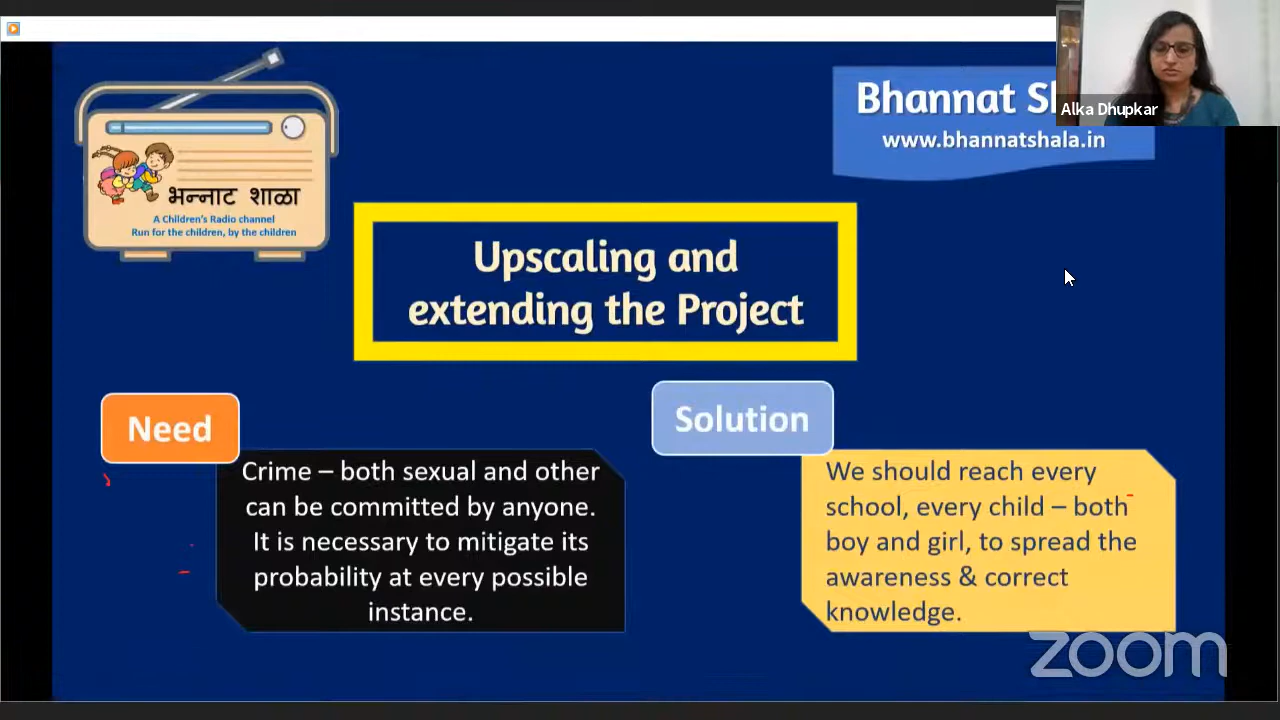 Bhannat
www.bhannatshala.in
Alka Dhupkar
भन्नाट शाळा
A Children's Radio channel
Run for the children, by the children
Upscaling and
extending the Project
Need
Crime – both sexual and other
can be committed by anyone.
It is necessary to mitigate its
probability at every possible
instance.
Solution
We should reach every
school, every child – both
boy and girl, to spread the
awareness & correct
knowledge.
zoom